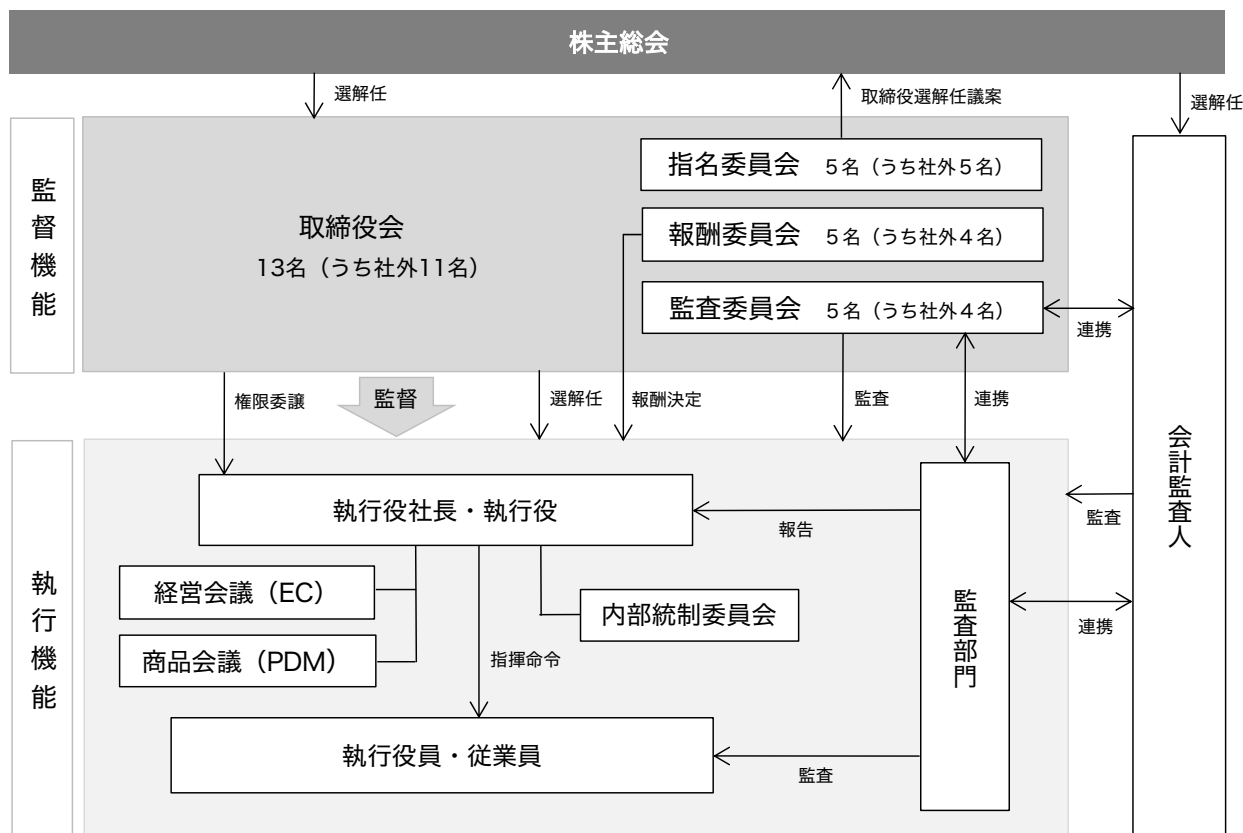 株主総会
選解任
取締役選解任議案
選解任
監督機能
指名委員会 5名（うち社外5名）
取締役会
13名（うち社外11名）
報酬委員会 5名（うち社外4名）
監査委員会 5名（うち社外4名）
連携
権限委譲
監督
選解任
報酬決定
監査
連携
会計監査人
執行機能
執行役社長・執行役
報告
監査
経営会議（EC）
内部統制委員会
監査部門
連携
商品会議（PDM）
指揮命令
執行役員・従業員
監査